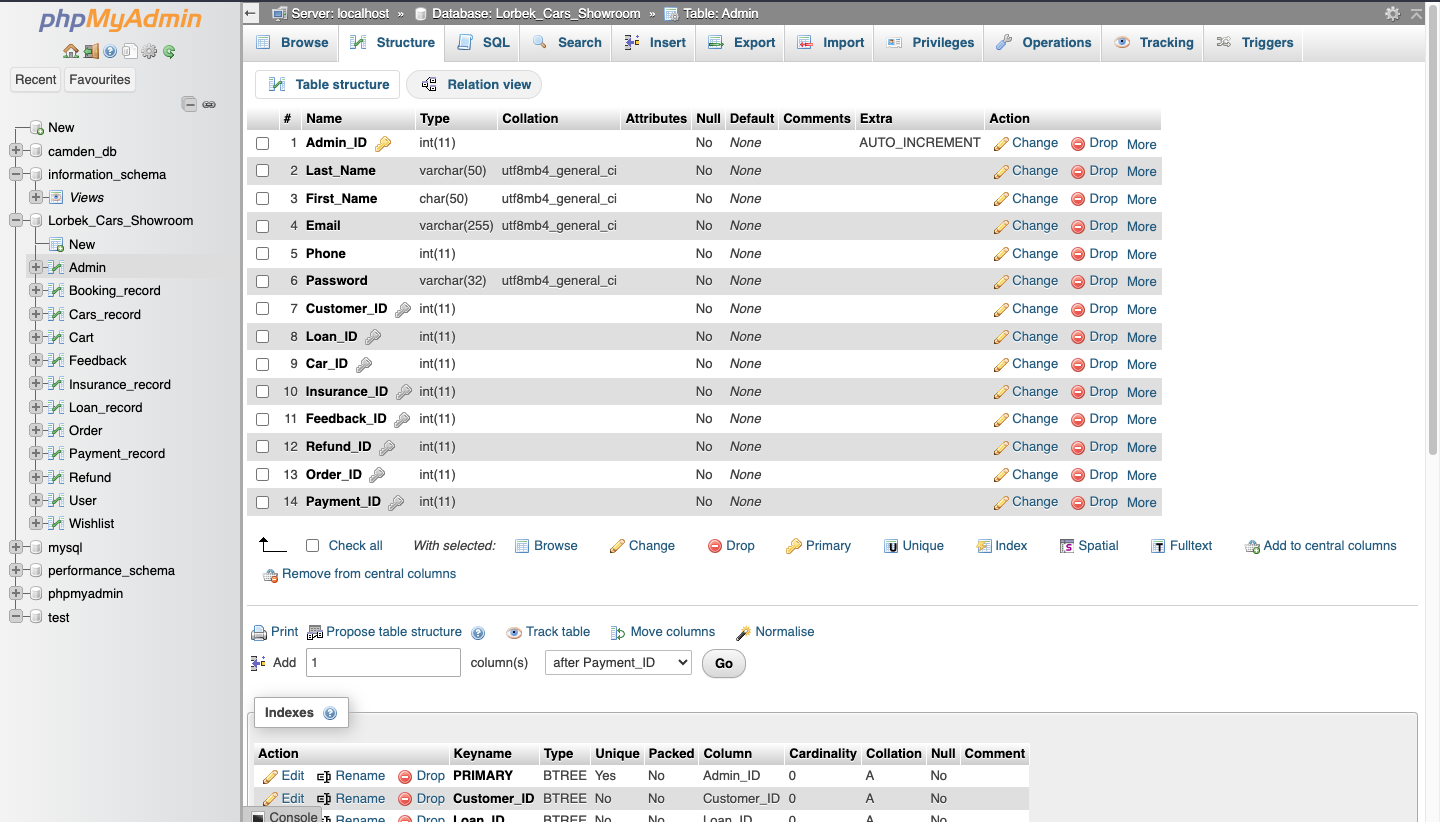 phpMyAdmin
Recent Favourites
New
camden_db
information_schema
Views
Lorbek_Cars_Showroom
New
Admin
Booking_record
Cars_record
Cart
Feedback
Insurance_record
Loan_record
Order
Payment_record
Refund
User
Wishlist
mysql
performance_schema
phpmyadmin
test
Server: localhost » Database: Lorbek_Cars_Showroom » Table: Admin
Browse Structure SQL Search Insert Export Import Privileges Operations Tracking Triggers
Table structure Relation view
# Name Type Collation Attributes Null Default Comments Extra Action
1 Admin_ID int(11) No None AUTO_INCREMENT Change Drop More
2 Last_Name varchar(50) utf8mb4_general_ci No None Change Drop More
3 First_Name char(50) utf8mb4_general_ci No None Change Drop More
4 Email varchar(255) utf8mb4_general_ci No None Change Drop More
5 Phone int(11) No None Change Drop More
6 Password varchar(32) utf8mb4_general_ci No None Change Drop More
7 Customer_ID int(11) No None Change Drop More
8 Loan_ID int(11) No None Change Drop More
9 Car_ID int(11) No None Change Drop More
10 Insurance_ID int(11) No None Change Drop More
11 Feedback_ID int(11) No None Change Drop More
12 Refund_ID int(11) No None Change Drop More
13 Order_ID int(11) No None Change Drop More
14 Payment_ID int(11) No None Change Drop More
Check all With selected: Browse Change Drop Primary Unique Index Spatial Fulltext Add to central columns
Remove from central columns
Print Propose table structure Track table Move columns Normalise
Add 1 column(s) after Payment_ID Go
Indexes
Action Keyname Type Unique Packed Column Cardinality Collation Null Comment
Edit Rename Drop PRIMARY BTREE Yes No Admin_ID 0 A No
Edit Rename Drop Customer_ID BTREE No No Customer_ID 0 A No
Console Rename Drop Loan_ID BTREE No No Loan_ID 0 A No